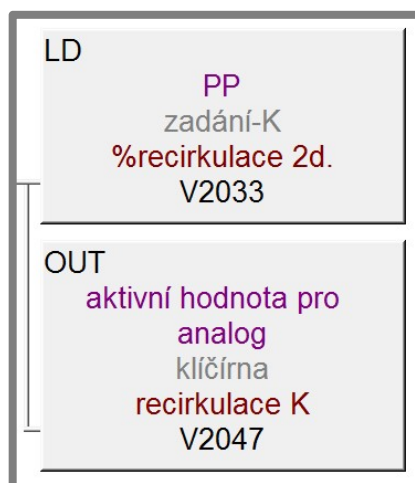 LD
PP
zadání-K
%recirkulace 2d.
V2033
OUT
aktivní hodnota pro
analog
klíčírna
recirkulace K
V2047